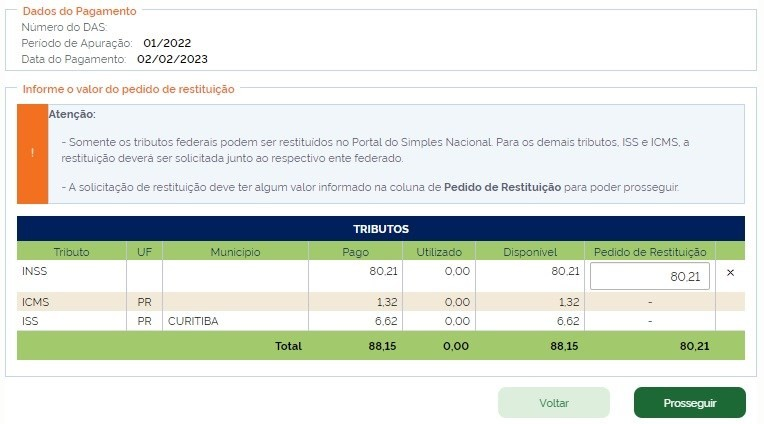 Dados do Pagamento
Número do DAS:
Período de Apuração: 01/2022
Data do Pagamento: 02/02/2023
Informe o valor do pedido de restituição
Atenção:
!
- Somente os tributos federais podem ser restituídos no Portal do Simples Nacional. Para os demais tributos, ISS e ICMS, a
restituição deverá ser solicitada junto ao respectivo ente federado.
- A solicitação de restituição deve ter algum valor informado na coluna de Pedido de Restituição para poder prosseguir.
TRIBUTOS
Tributo UF Município Pago Utilizado Disponível Pedido de Restituição
INSS 80,21 0,00 80,21 80,21 ×
ICMS PR 1,32 0,00 1,32 -
ISS PR CURITIBA 6,62 0,00 6,62 -
Total 88,15 0,00 88,15 80,21
Voltar Prosseguir